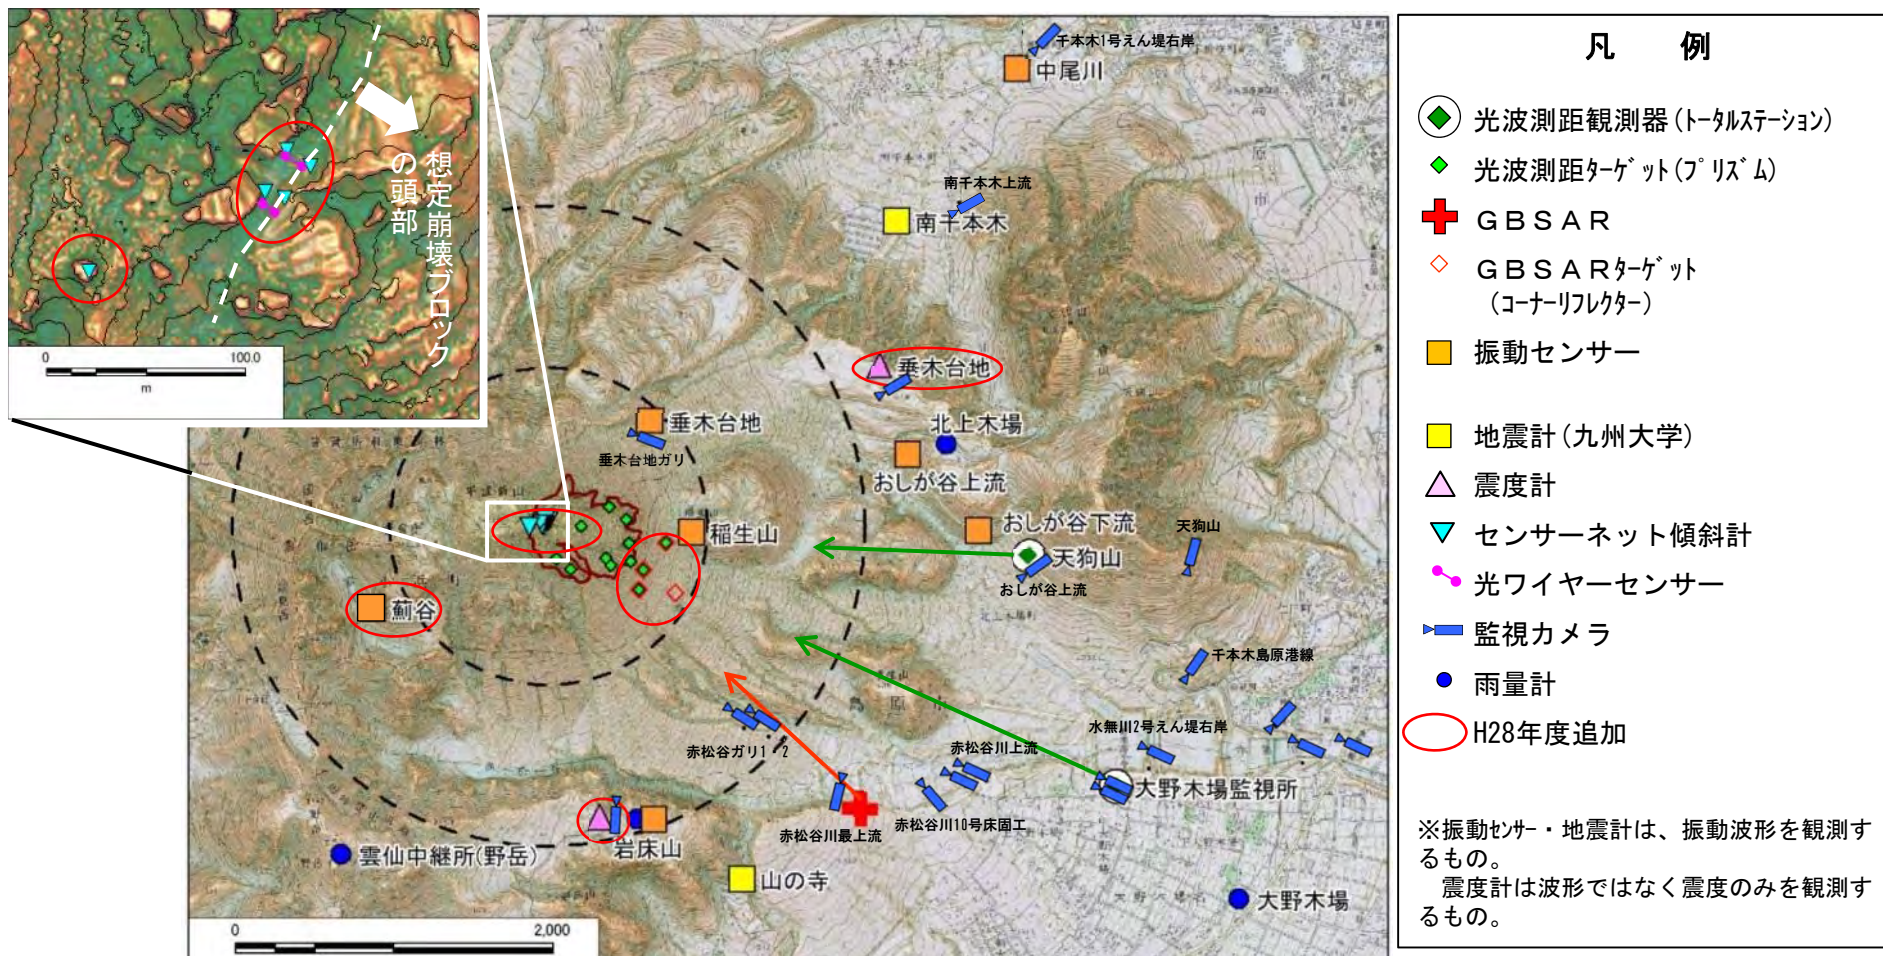 想定崩壊ブロック
の頭部
0 100.0
m
千本木1号えん堤右岸
中尾川
南千本木上流
南千本木
垂木台地
垂木台地
垂木台地ガリ
北上木場
おしが谷上流
おしが谷下流
稲生山
天狗山
天狗山
おしが谷上流
薊谷
千本木島原港線
水無川2号えん堤右岸
赤松谷ガリ1 2
赤松谷川上流
大野木場監視所
赤松谷川最上流
赤松谷川10号床固工
岩床山
雲仙中継所(野岳)
山の寺
大野木場
0 2,000
凡 例
光波測距観測器(トータルステーション)
光波測距ターゲット(プリズム)
GBSAR
GBSARターゲット
(コーナーリフレクター)
振動センサー
地震計(九州大学)
震度計
センサーネット傾斜計
光ワイヤーセンサー
監視カメラ
雨量計
H28年度追加
※振動センサー・地震計は、振動波形を観測す
るもの。
震度計は波形ではなく震度のみを観測す
るもの。